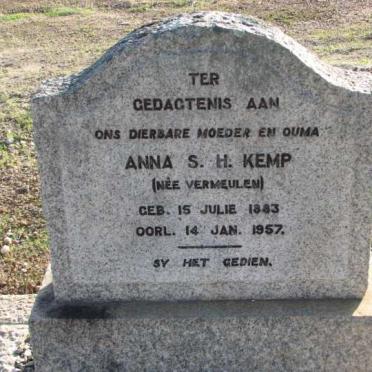 TER
GEDAGTENIS AAN
ONS DIERBARE MOEDER EN OUMA
ANNA S. H. KEMP
(NÉE VERMEULEN)
GEB. 15 JULIE 1883
OORL. 14 JAN. 1957.
SY HET GEDIEN.